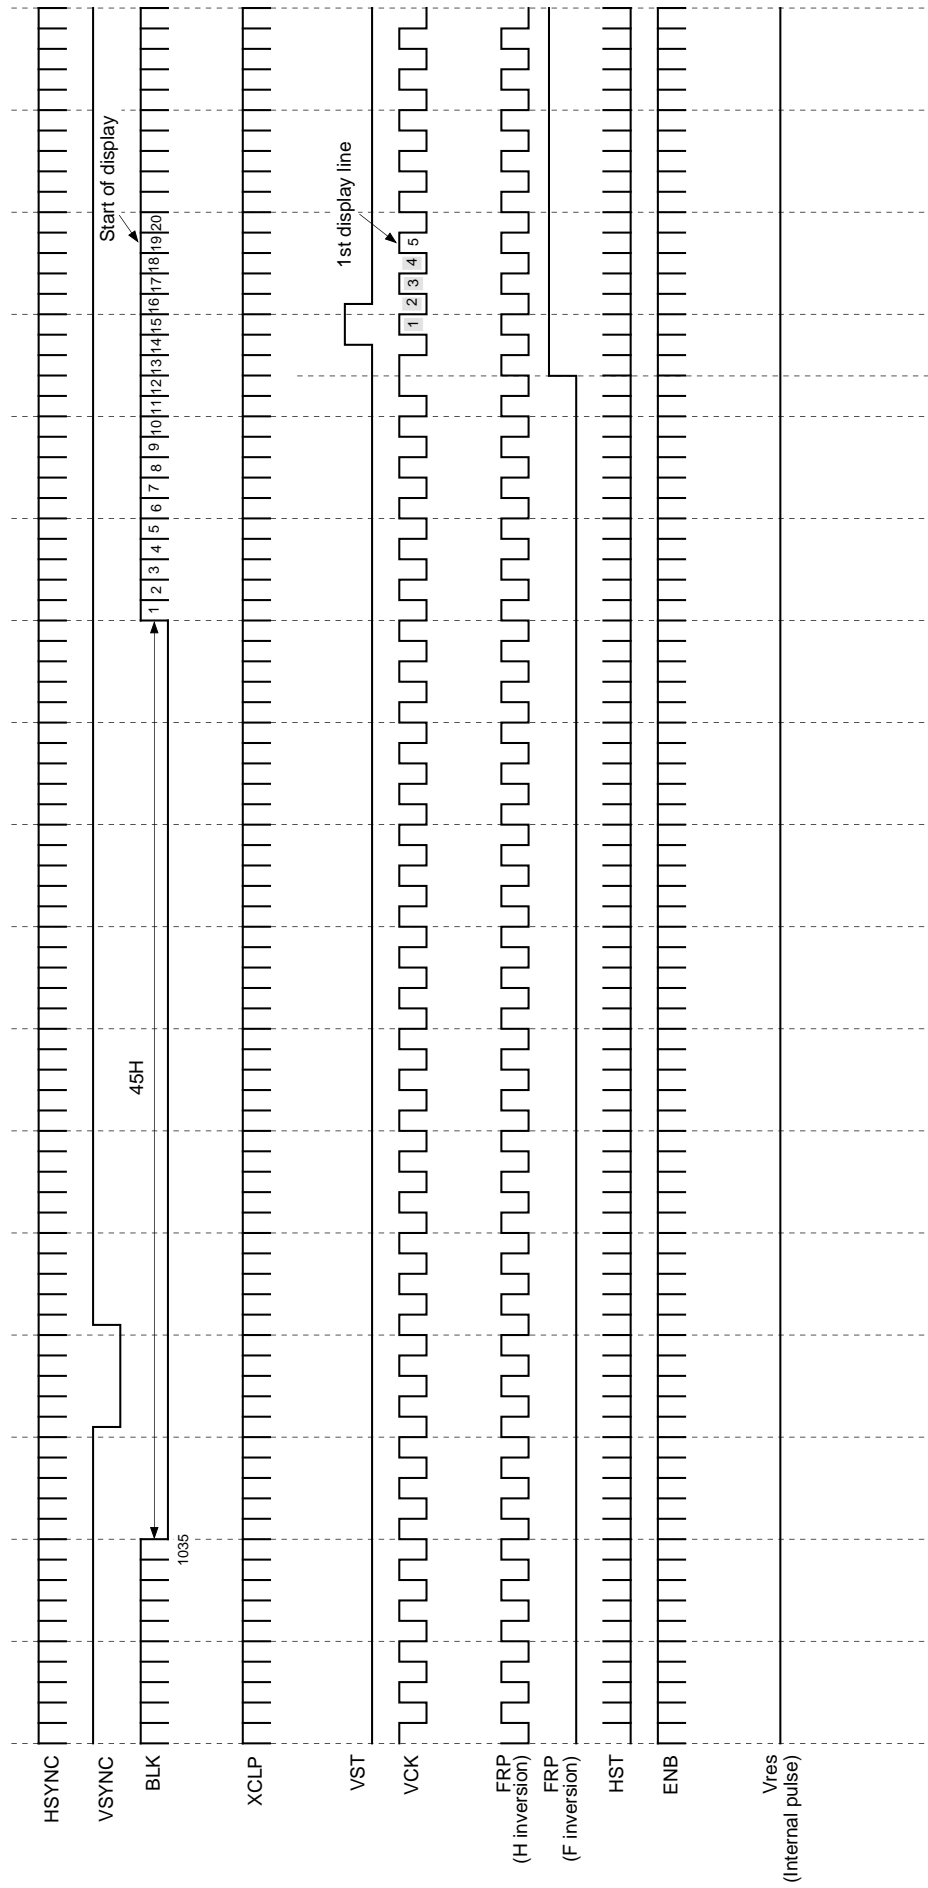 HSYNC
VSYNC
BLK
1035
45H
1 2 3 4 5 6 7 8 9 10 11 12 13 14 15 16 17 18 19 20
Start of display
XCLP
VST
1st display line
VCK
1 2 3 4 5
FRP
(H inversion)
FRP
(F inversion)
HST
ENB
Vres
(Internal pulse)